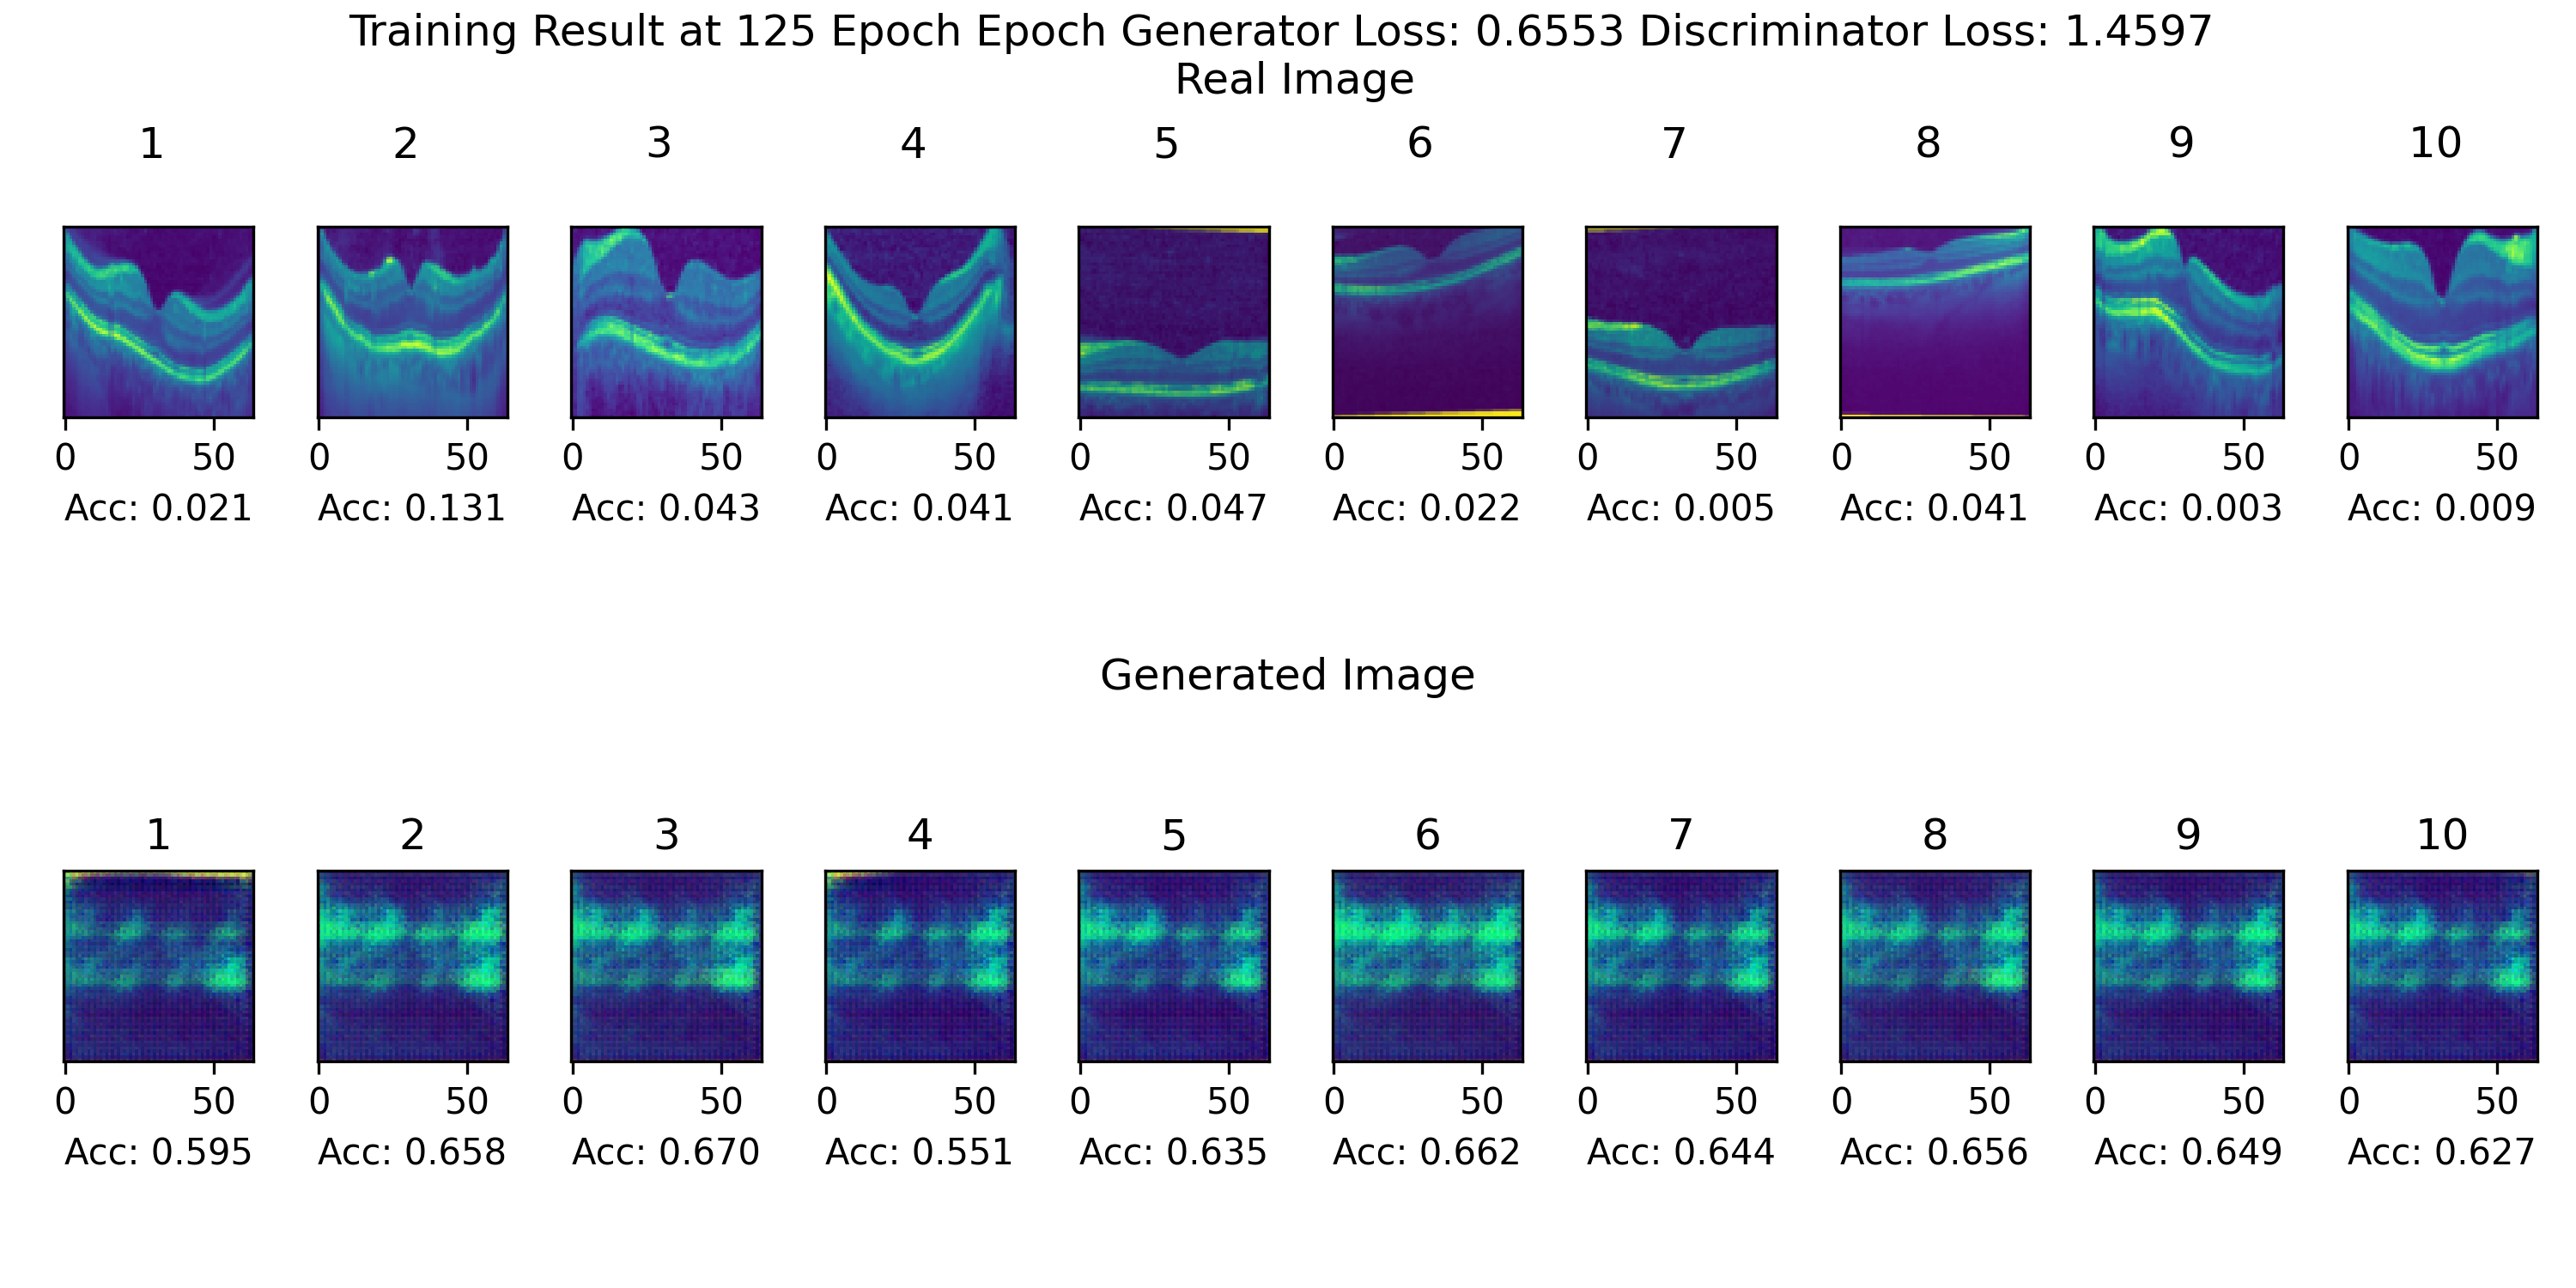 Training Result at 125 Epoch Epoch Generator Loss: 0.6553 Discriminator Loss: 1.4597
Real Image
1 2 3 4 5 6 7 8 9 10
0 50 0 50 0 50 0 50 0 50 0 50 0 50 0 50 0 50 0 50
Acc: 0.021 Acc: 0.131 Acc: 0.043 Acc: 0.041 Acc: 0.047 Acc: 0.022 Acc: 0.005 Acc: 0.041 Acc: 0.003 Acc: 0.009
Generated Image
1 2 3 4 5 6 7 8 9 10
0 50 0 50 0 50 0 50 0 50 0 50 0 50 0 50 0 50 0 50
Acc: 0.595 Acc: 0.658 Acc: 0.670 Acc: 0.551 Acc: 0.635 Acc: 0.662 Acc: 0.644 Acc: 0.656 Acc: 0.649 Acc: 0.627